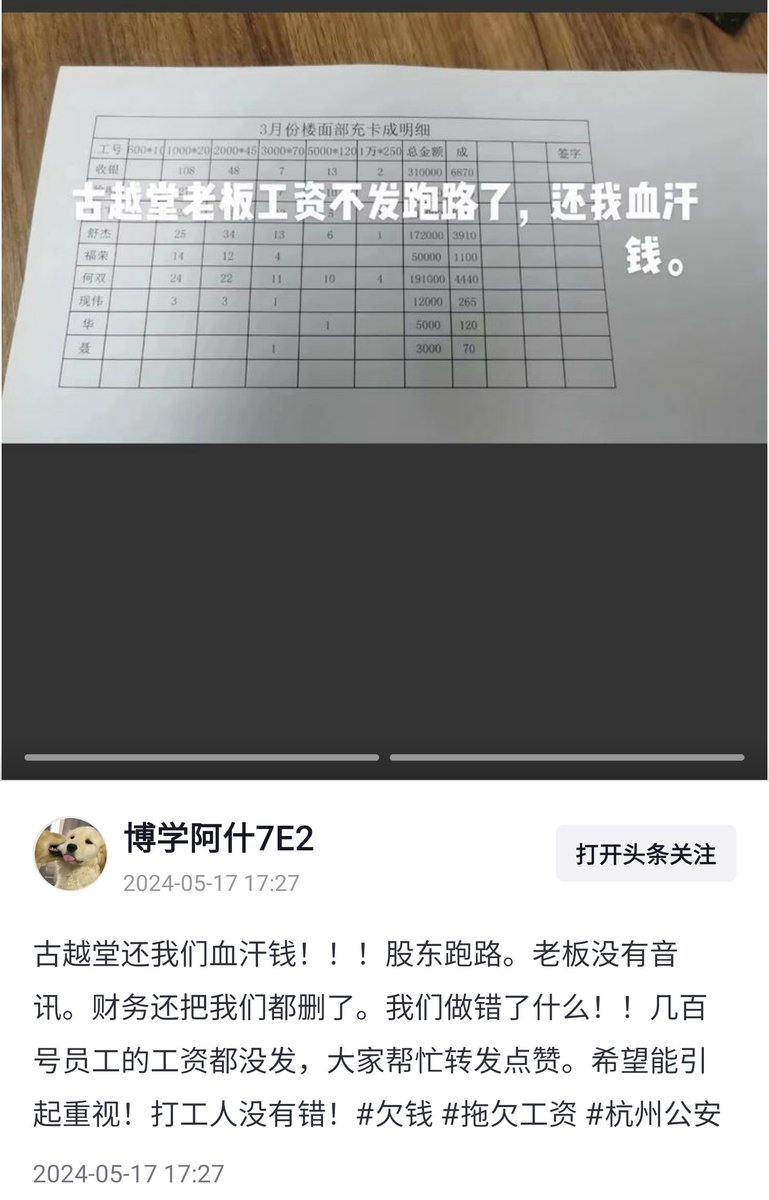 3月份楼面部充卡成明细
工号 600*10 1000*20 2000*45 3000*70 5000*120 1万*250 总金额 成 签字
收银 108 48 7 13 2 310000 6870
古越堂老板工资不发跑路了，还我血汗
钱。
舒杰 25 34 13 6 1 172000 3910
福荣 14 12 4 50000 1100
何双 24 22 11 10 4 191000 4440
现伟 3 3 1 12000 265
华 1 5000 120
聂 1 3000 70
博学阿什7E2
2024-05-17 17:27
打开头条关注
古越堂还我们血汗钱！！！股东跑路。老板没有音
讯。财务还把我们都删了。我们做错了什么！！几百
号员工的工资都没发，大家帮忙转发点赞。希望能引
起重视！打工人没有错！#欠钱 #拖欠工资 #杭州公安
2024-05-17 17:27